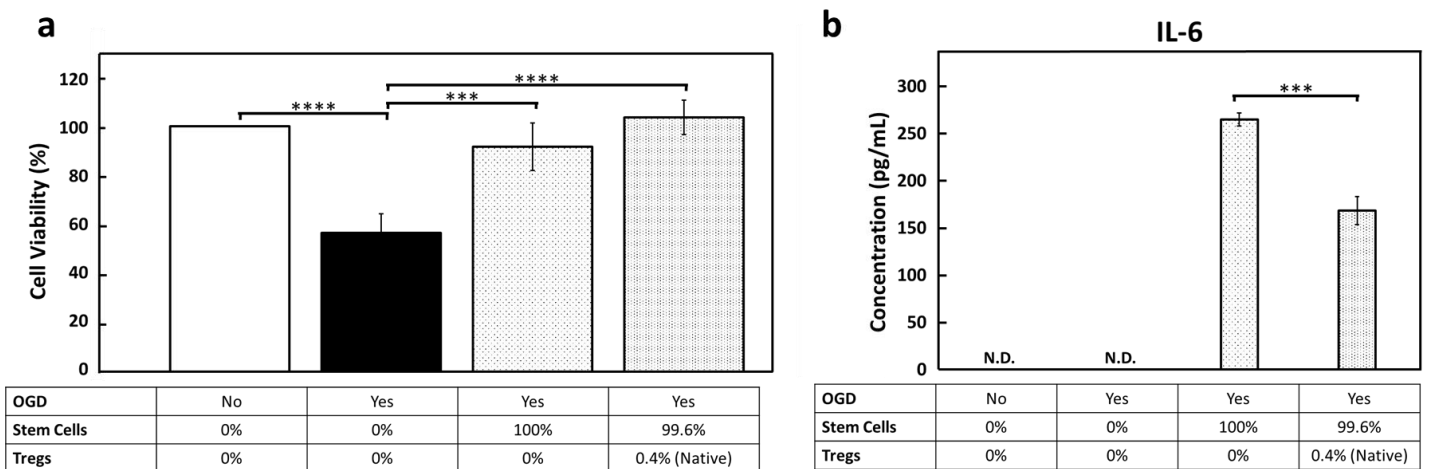 a
Cell Viability (%)
120
100
80
60
40
20
0
****
***
****
OGD No Yes Yes Yes
Stem Cells 0% 0% 100% 99.6%
Tregs 0% 0% 0% 0.4% (Native)
b
IL-6
Concentration (pg/mL)
300
250
200
150
100
50
0
N.D. N.D.
***
OGD No Yes Yes Yes
Stem Cells 0% 0% 100% 99.6%
Tregs 0% 0% 0% 0.4% (Native)